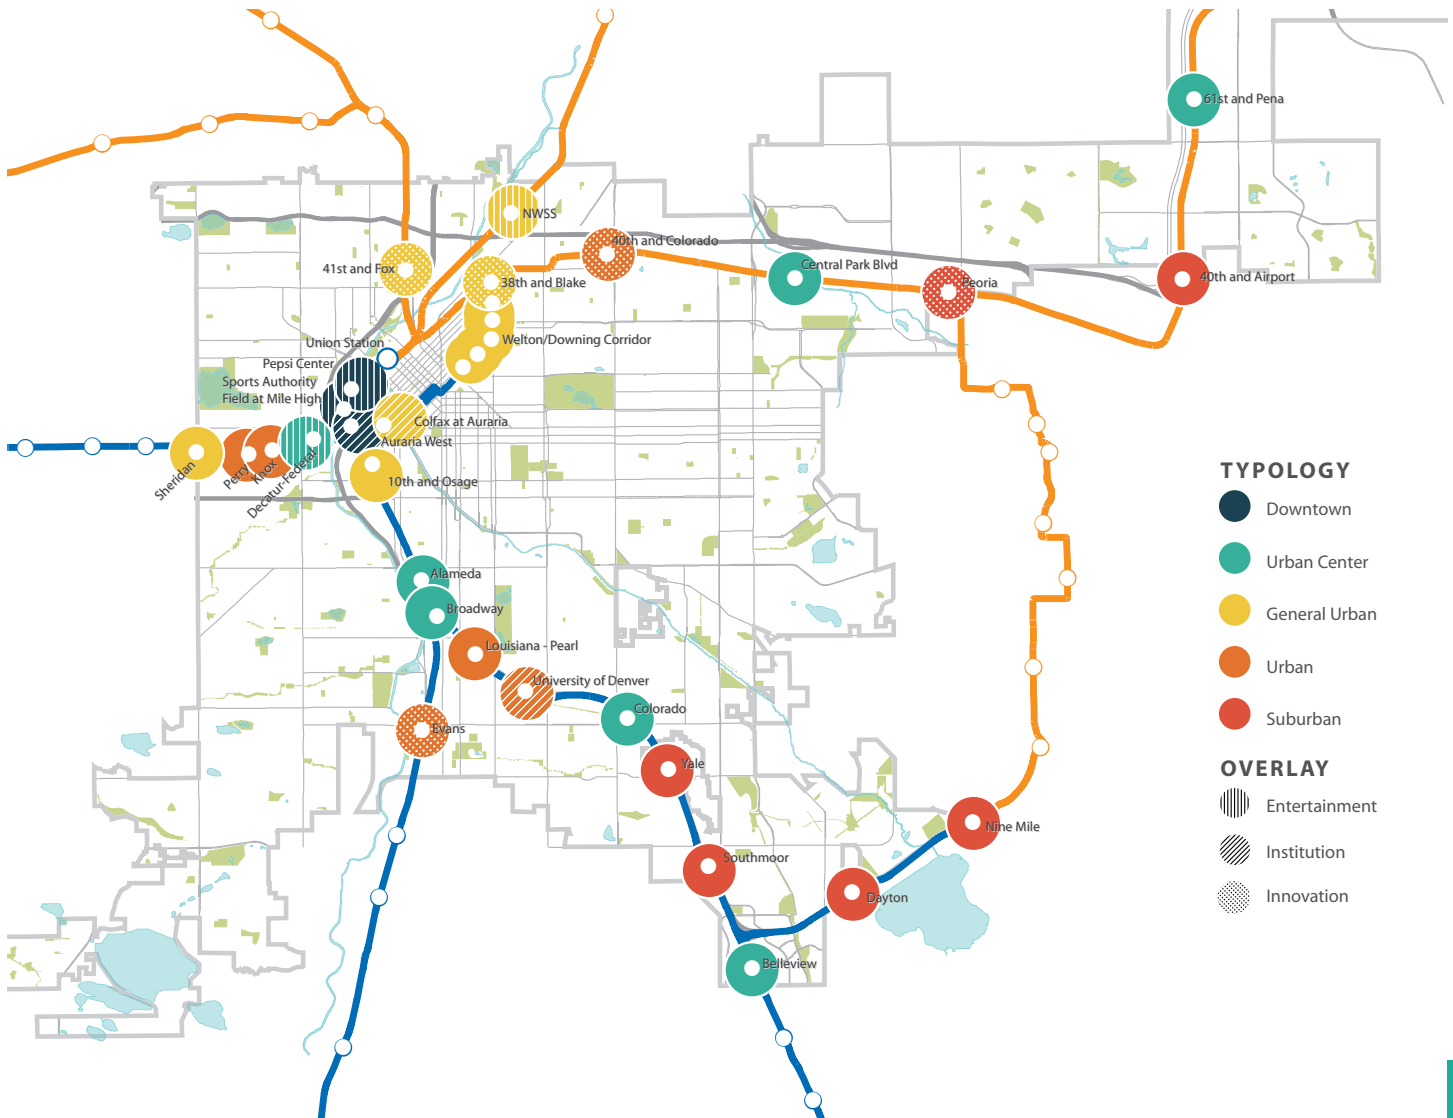 61st and Pena
NWSS
40th and Colorado
41st and Fox
Central Park Blvd
40th and Airport
38th and Blake
Peoria
Union Station
Welton/Downing Corridor
Pepsi Center
Sports Authority
Field at Mile High
Colfax at Auraria
Auraria West
Sheridan
Perry
Knox
Decatur-Federal
10th and Osage
Alameda
Broadway
Louisiana - Pearl
University of Denver
Colorado
Evans
Yale
Nine Mile
Southmoor
Dayton
Belleview
TYPOLOGY
Downtown
Urban Center
General Urban
Urban
Suburban
OVERLAY
Entertainment
Institution
Innovation